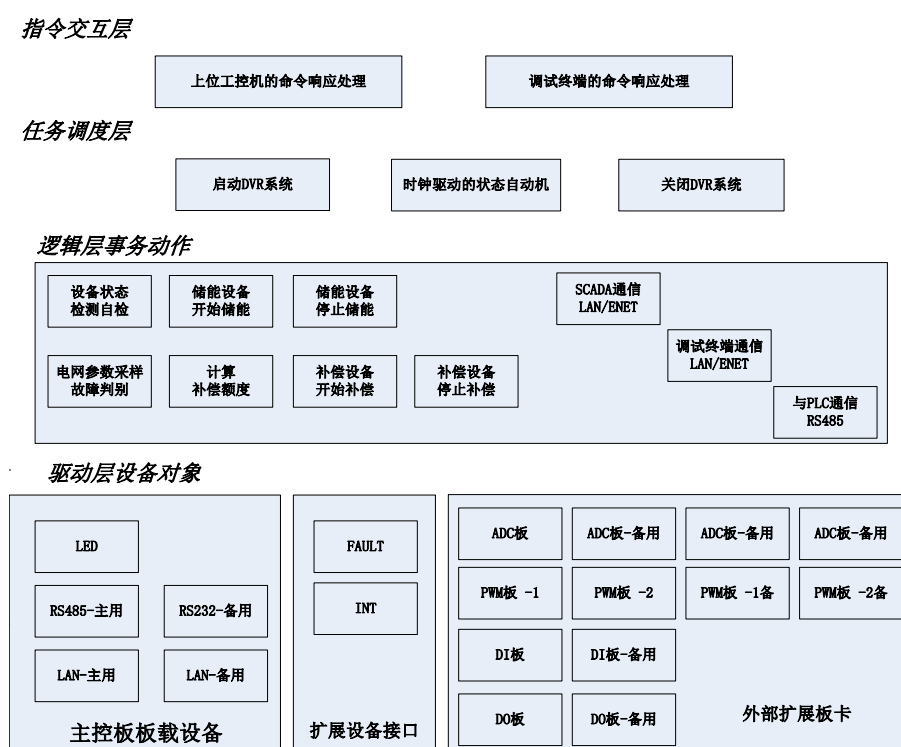 指令交互层
上位工控机的命令响应处理
调试终端的命令响应处理
任务调度层
启动DVR系统
时钟驱动的状态自动机
关闭DVR系统
逻辑层事务动作
设备状态
检测自检
储能设备
开始储能
储能设备
停止储能
SCADA通信
LAN/ENET
调试终端通信
LAN/ENET
电网参数采样
故障判别
计算
补偿额度
补偿设备
开始补偿
补偿设备
停止补偿
与PLC通信
RS485
驱动层设备对象
LED
RS485-主用
RS232-备用
LAN-主用
LAN-备用
主控板板载设备
FAULT
INT
扩展设备接口
ADC板
ADC板-备用
ADC板-备用
ADC板-备用
PWM板 -1
PWM板 -2
PWM板 -1备
PWM板 -2备
DI板
DI板-备用
DO板
DO板-备用
外部扩展板卡